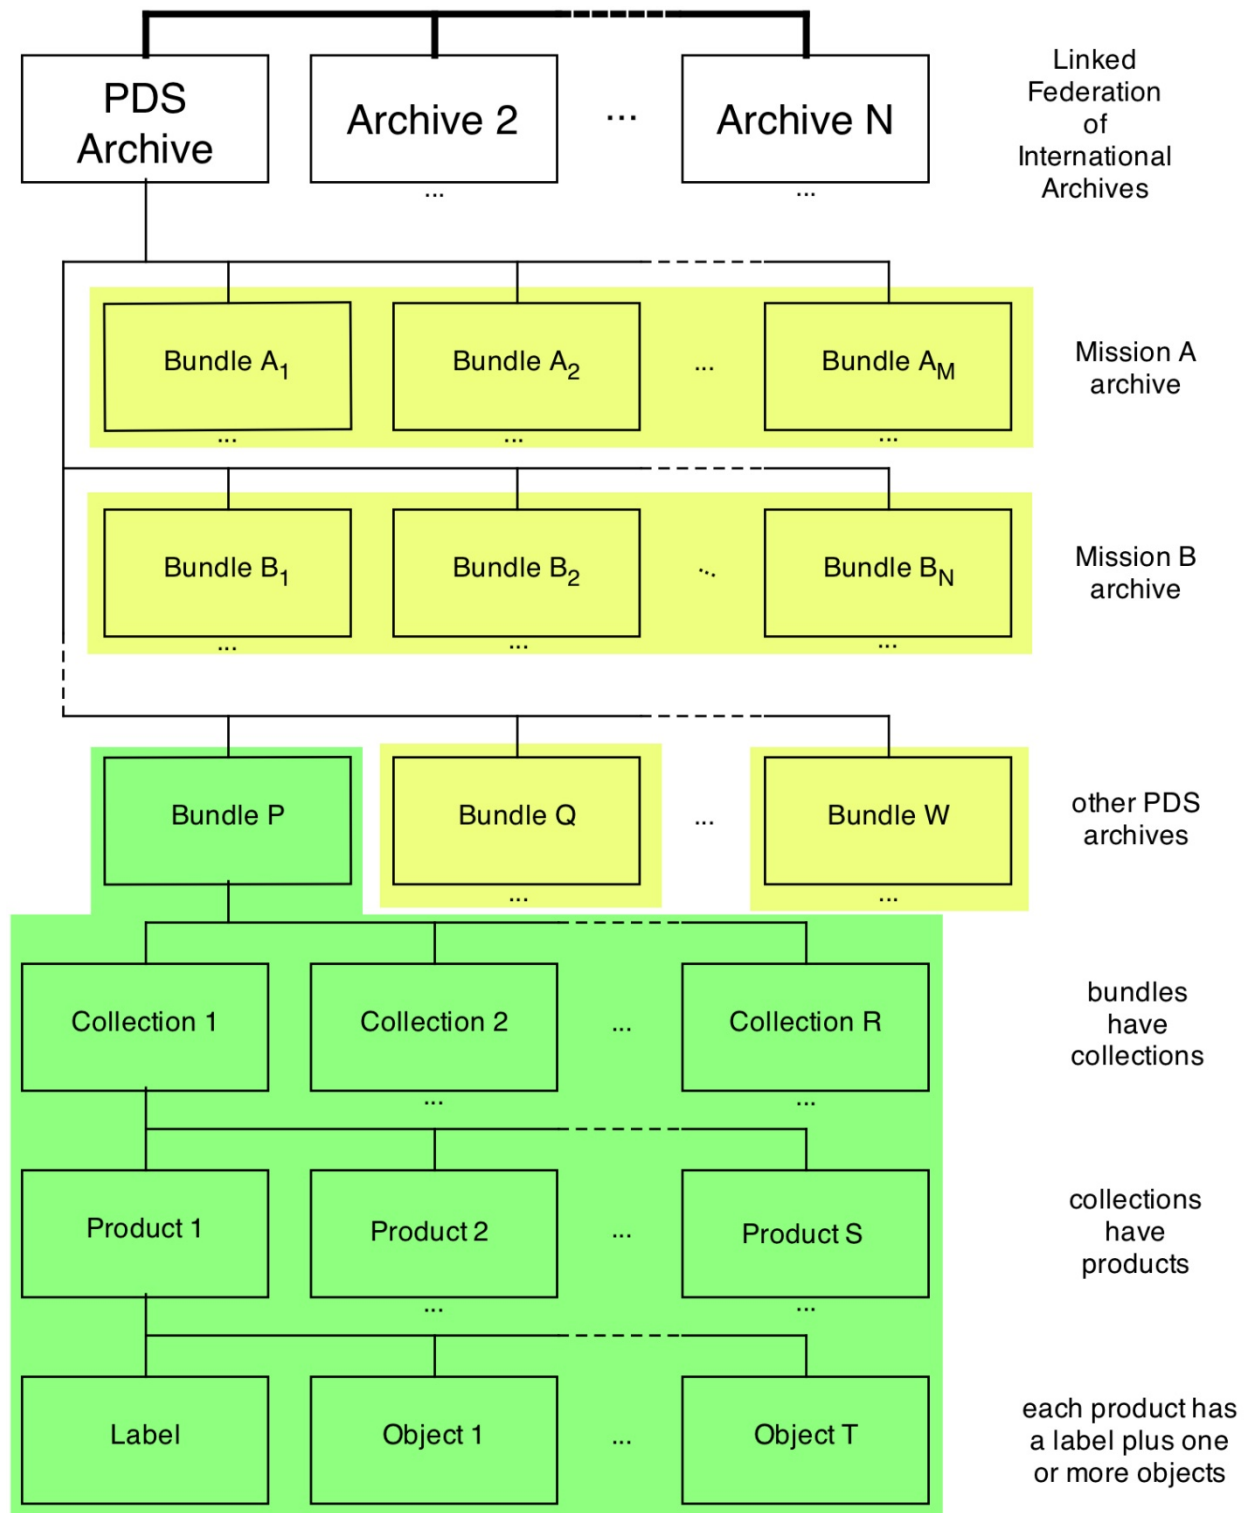 PDS
Archive
Archive 2
...
Archive N
Linked
Federation
of
International
Archives
...
...
Bundle A1
Bundle A2
...
Bundle AM
Mission A
archive
...
...
...
Bundle B1
Bundle B2
...
Bundle BN
Mission B
archive
...
...
...
Bundle P
Bundle Q
...
Bundle W
other PDS
archives
...
...
Collection 1
Collection 2
...
Collection R
bundles
have
collections
...
...
Product 1
Product 2
...
Product S
collections
have
products
...
...
Label
Object 1
...
Object T
each product has
a label plus one
or more objects